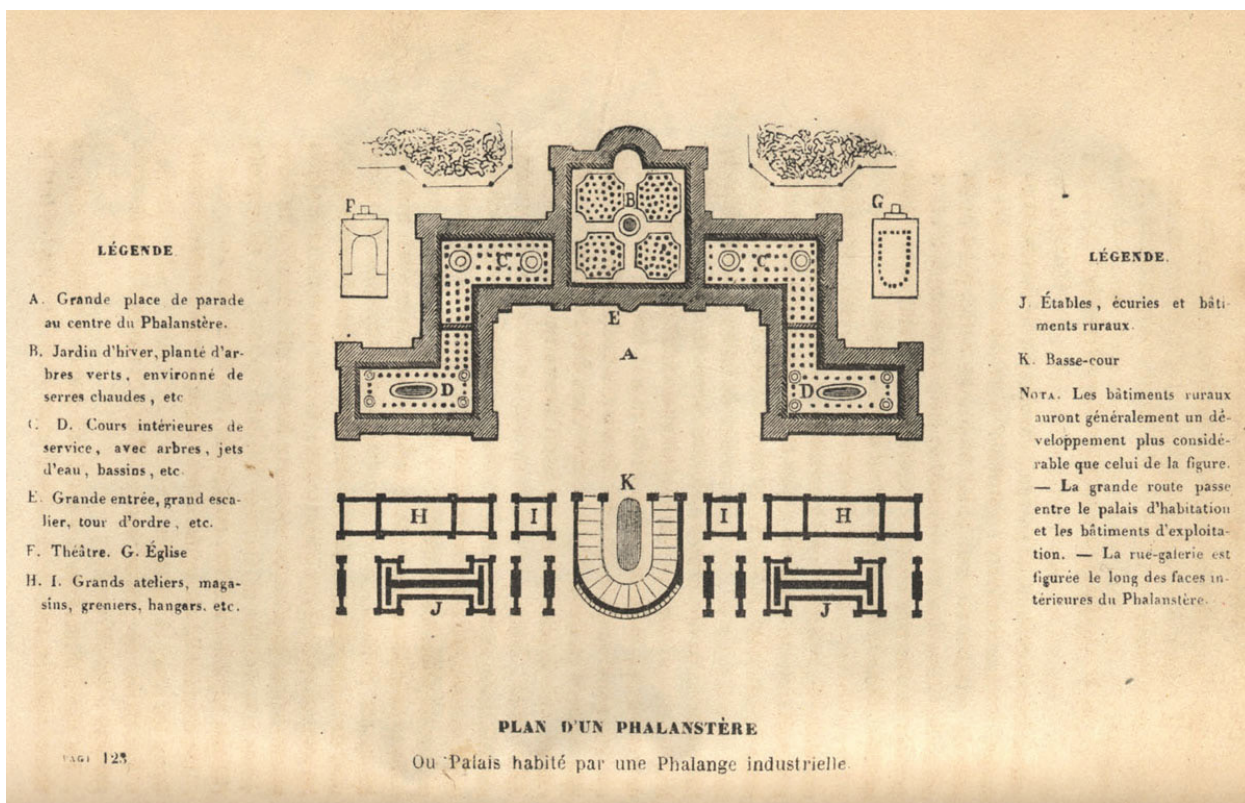 LÉGENDE
A. Grande place de parade
au centre du Phalanstère.
B. Jardin d'hiver, planté d'ar-
bres verts, environné de
serres chaudes, etc
C. D. Cours intérieures de
service, avec arbres, jets
d'eau, bassins, etc
E. Grande entrée, grand esca-
lier, tour d'ordre, etc.
F. Théâtre. G. Église
H. I. Grands ateliers, maga-
sins, greniers, hangars. etc.
F
B
G
C
C
E
A
D
D
K
H
I
I
H
J
J
LÉGENDE.
J. Étables, écuries et bâti-
ments ruraux.
K. Basse-cour
NOTA. Les bâtiments ruraux
auront généralement un dé-
veloppement plus considé-
rable que celui de la figure.
— La grande route passe
entre le palais d'habitation
et les bâtiments d'exploita-
tion. — La rue-galerie est
figurée le long des faces in-
térieures du Phalanstère.
PLAN D'UN PHALANSTÈRE
Ou Palais habité par une Phalange industrielle.
PAGE 123